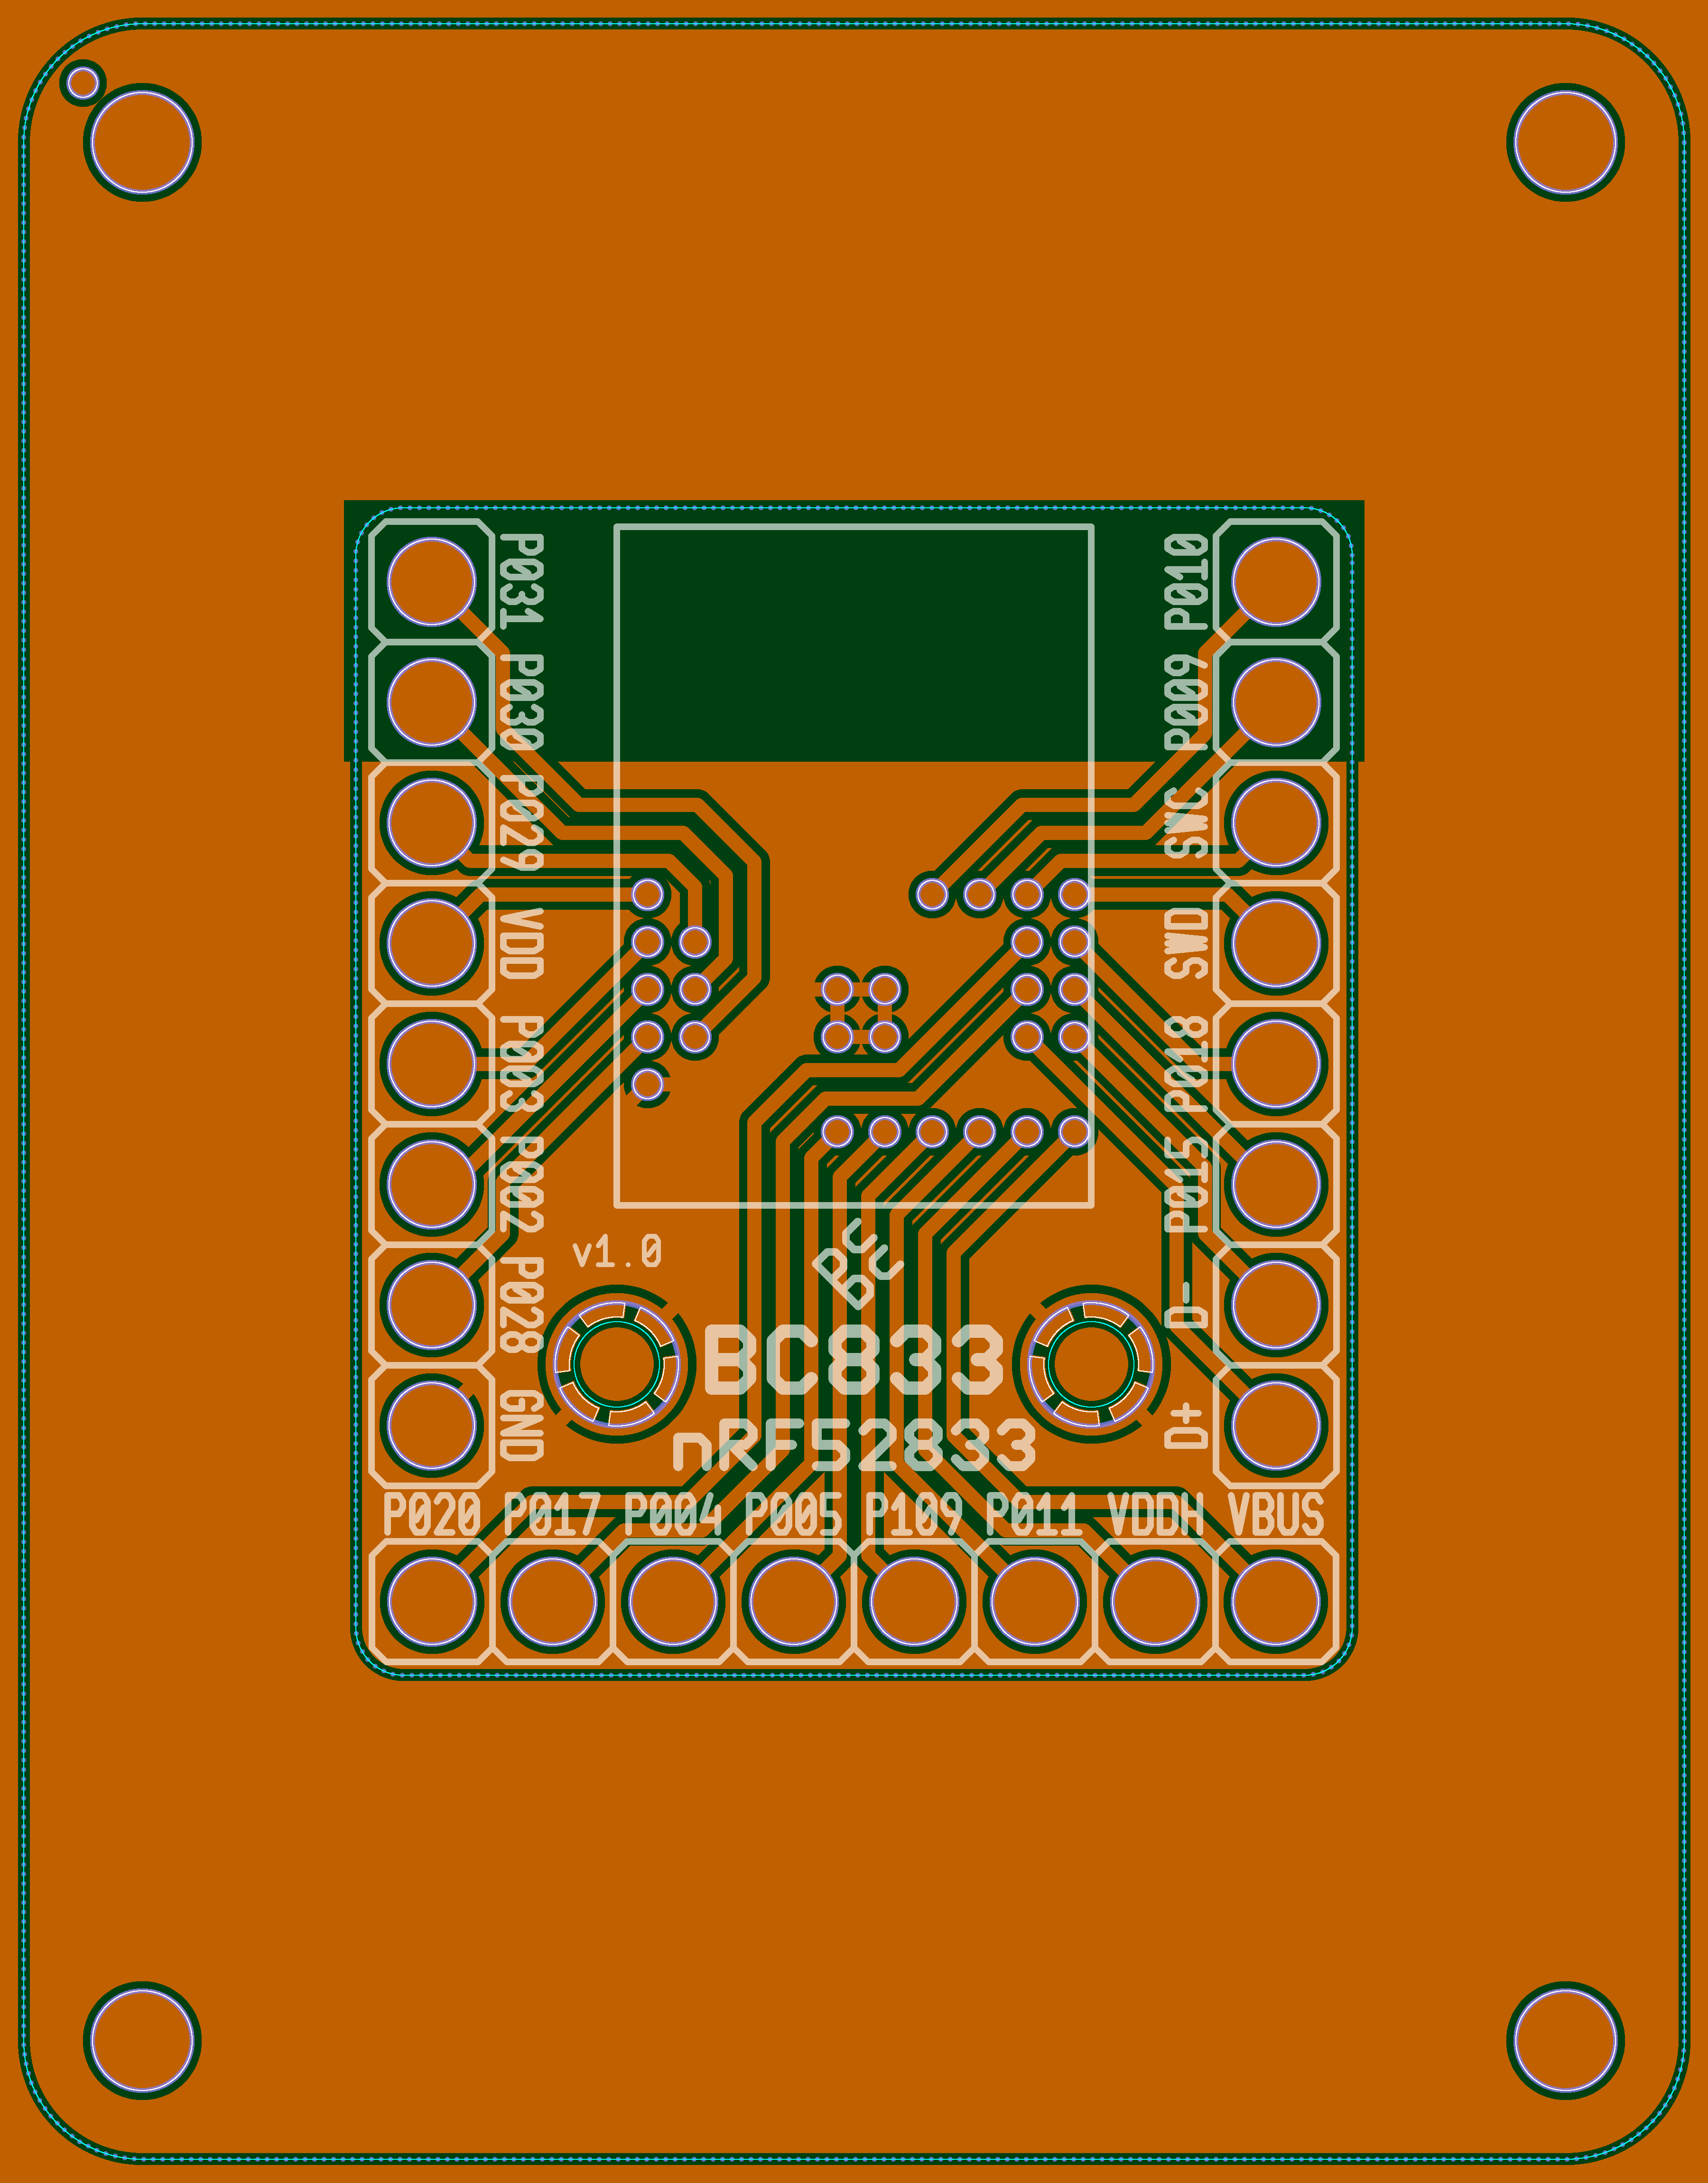 P031
P030
P029
VDD
P003
P002
P028
GND
P010
P009
SWC
SWD
P018
P015
D-
D+
v1.0
BC833
nRF52833
P020 P017 P004 P005 P109 P011 VDDH VBUS